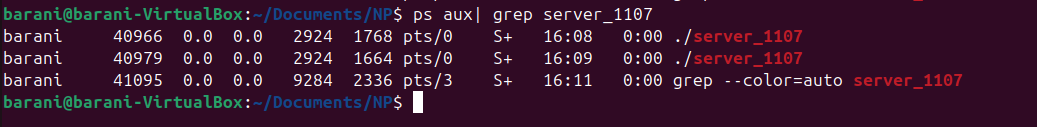 barani@barani-VirtualBox:~/Documents/NP$ ps aux| grep server_1107
barani     40966  0.0  0.0   2924  1768 pts/0    S+   16:08   0:00 ./server_1107
barani     40979  0.0  0.0   2924  1664 pts/0    S+   16:09   0:00 ./server_1107
barani     41095  0.0  0.0   9284  2336 pts/3    S+   16:11   0:00 grep --color=auto server_1107
barani@barani-VirtualBox:~/Documents/NP$